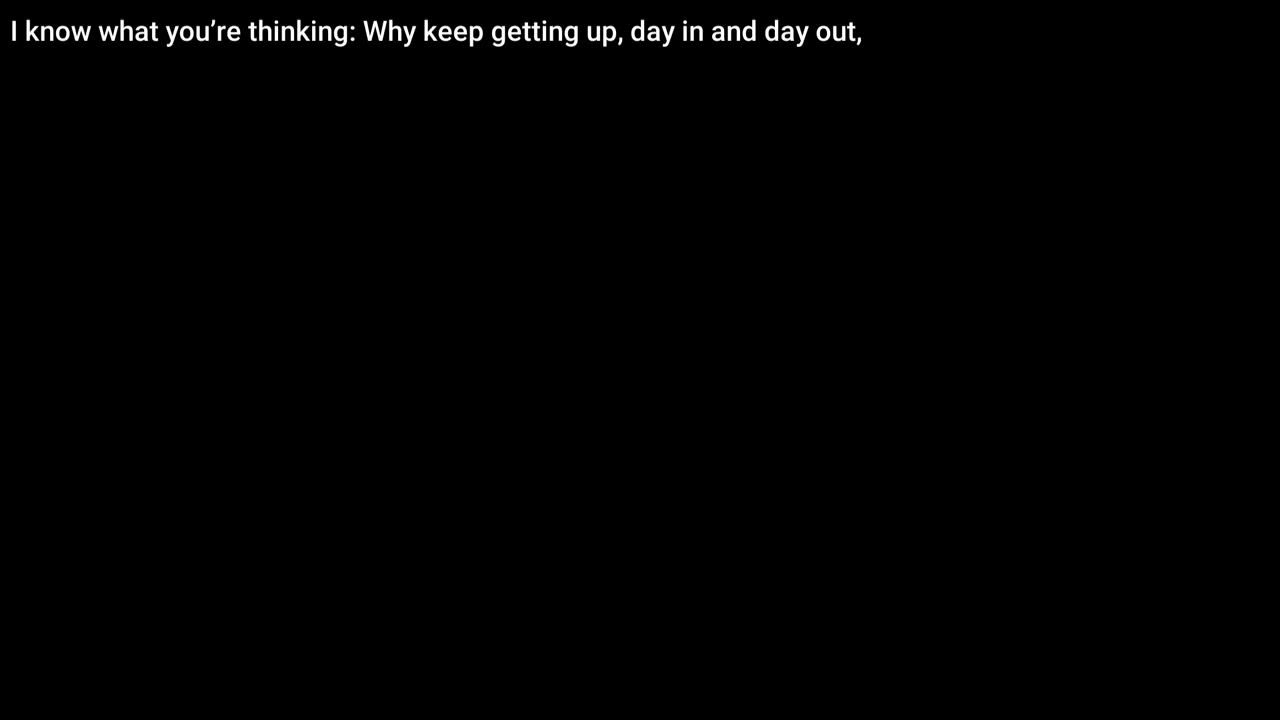 I know what you’re thinking: Why keep getting up, day in and day out,